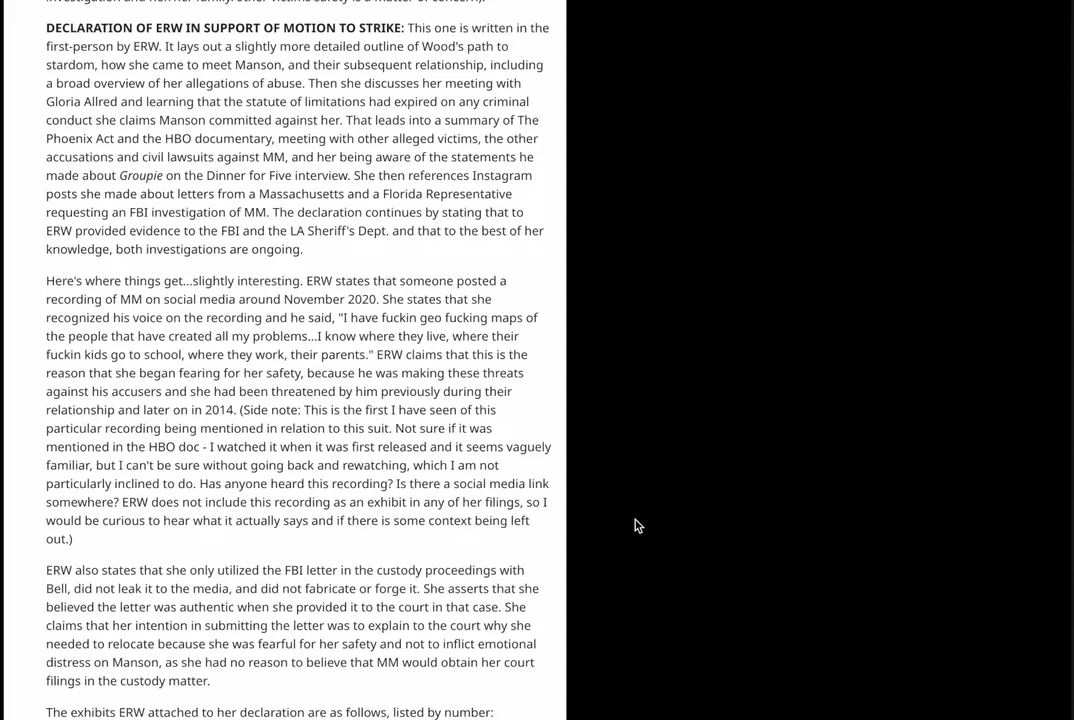 DECLARATION OF ERW IN SUPPORT OF MOTION TO STRIKE: This one is written in the
first-person by ERW. It lays out a slightly more detailed outline of Wood's path to
stardom, how she came to meet Manson, and their subsequent relationship, including
a broad overview of her allegations of abuse. Then she discusses her meeting with
Gloria Allred and learning that the statute of limitations had expired on any criminal
conduct she claims Manson committed against her. That leads into a summary of The
Phoenix Act and the HBO documentary, meeting with other alleged victims, the other
accusations and civil lawsuits against MM, and her being aware of the statements he
made about Groupie on the Dinner for Five interview. She then references Instagram
posts she made about letters from a Massachusetts and a Florida Representative
requesting an FBI investigation of MM. The declaration continues by stating that to
ERW provided evidence to the FBI and the LA Sheriff's Dept. and that to the best of her
knowledge, both investigations are ongoing.
Here's where things get...slightly interesting. ERW states that someone posted a
recording of MM on social media around November 2020. She states that she
recognized his voice on the recording and he said, "I have fuckin geo fucking maps of
the people that have created all my problems...I know where they live, where their
fuckin kids go to school, where they work, their parents." ERW claims that this is the
reason that she began fearing for her safety, because he was making these threats
against his accusers and she had been threatened by him previously during their
relationship and later on in 2014. (Side note: This is the first I have seen of this
particular recording being mentioned in relation to this suit. Not sure if it was
mentioned in the HBO doc - I watched it when it was first released and it seems vaguely
familiar, but I can't be sure without going back and rewatching, which I am not
particularly inclined to do. Has anyone heard this recording? Is there a social media link
somewhere? ERW does not include this recording as an exhibit in any of her filings, so I
would be curious to hear what it actually says and if there is some context being left
out.)
ERW also states that she only utilized the FBI letter in the custody proceedings with
Bell, did not leak it to the media, and did not fabricate or forge it. She asserts that she
believed the letter was authentic when she provided it to the court in that case. She
claims that her intention in submitting the letter was to explain to the court why she
needed to relocate because she was fearful for her safety and not to inflict emotional
distress on Manson, as she had no reason to believe that MM would obtain her court
filings in the custody matter.
The exhibits ERW attached to her declaration are as follows, listed by number: